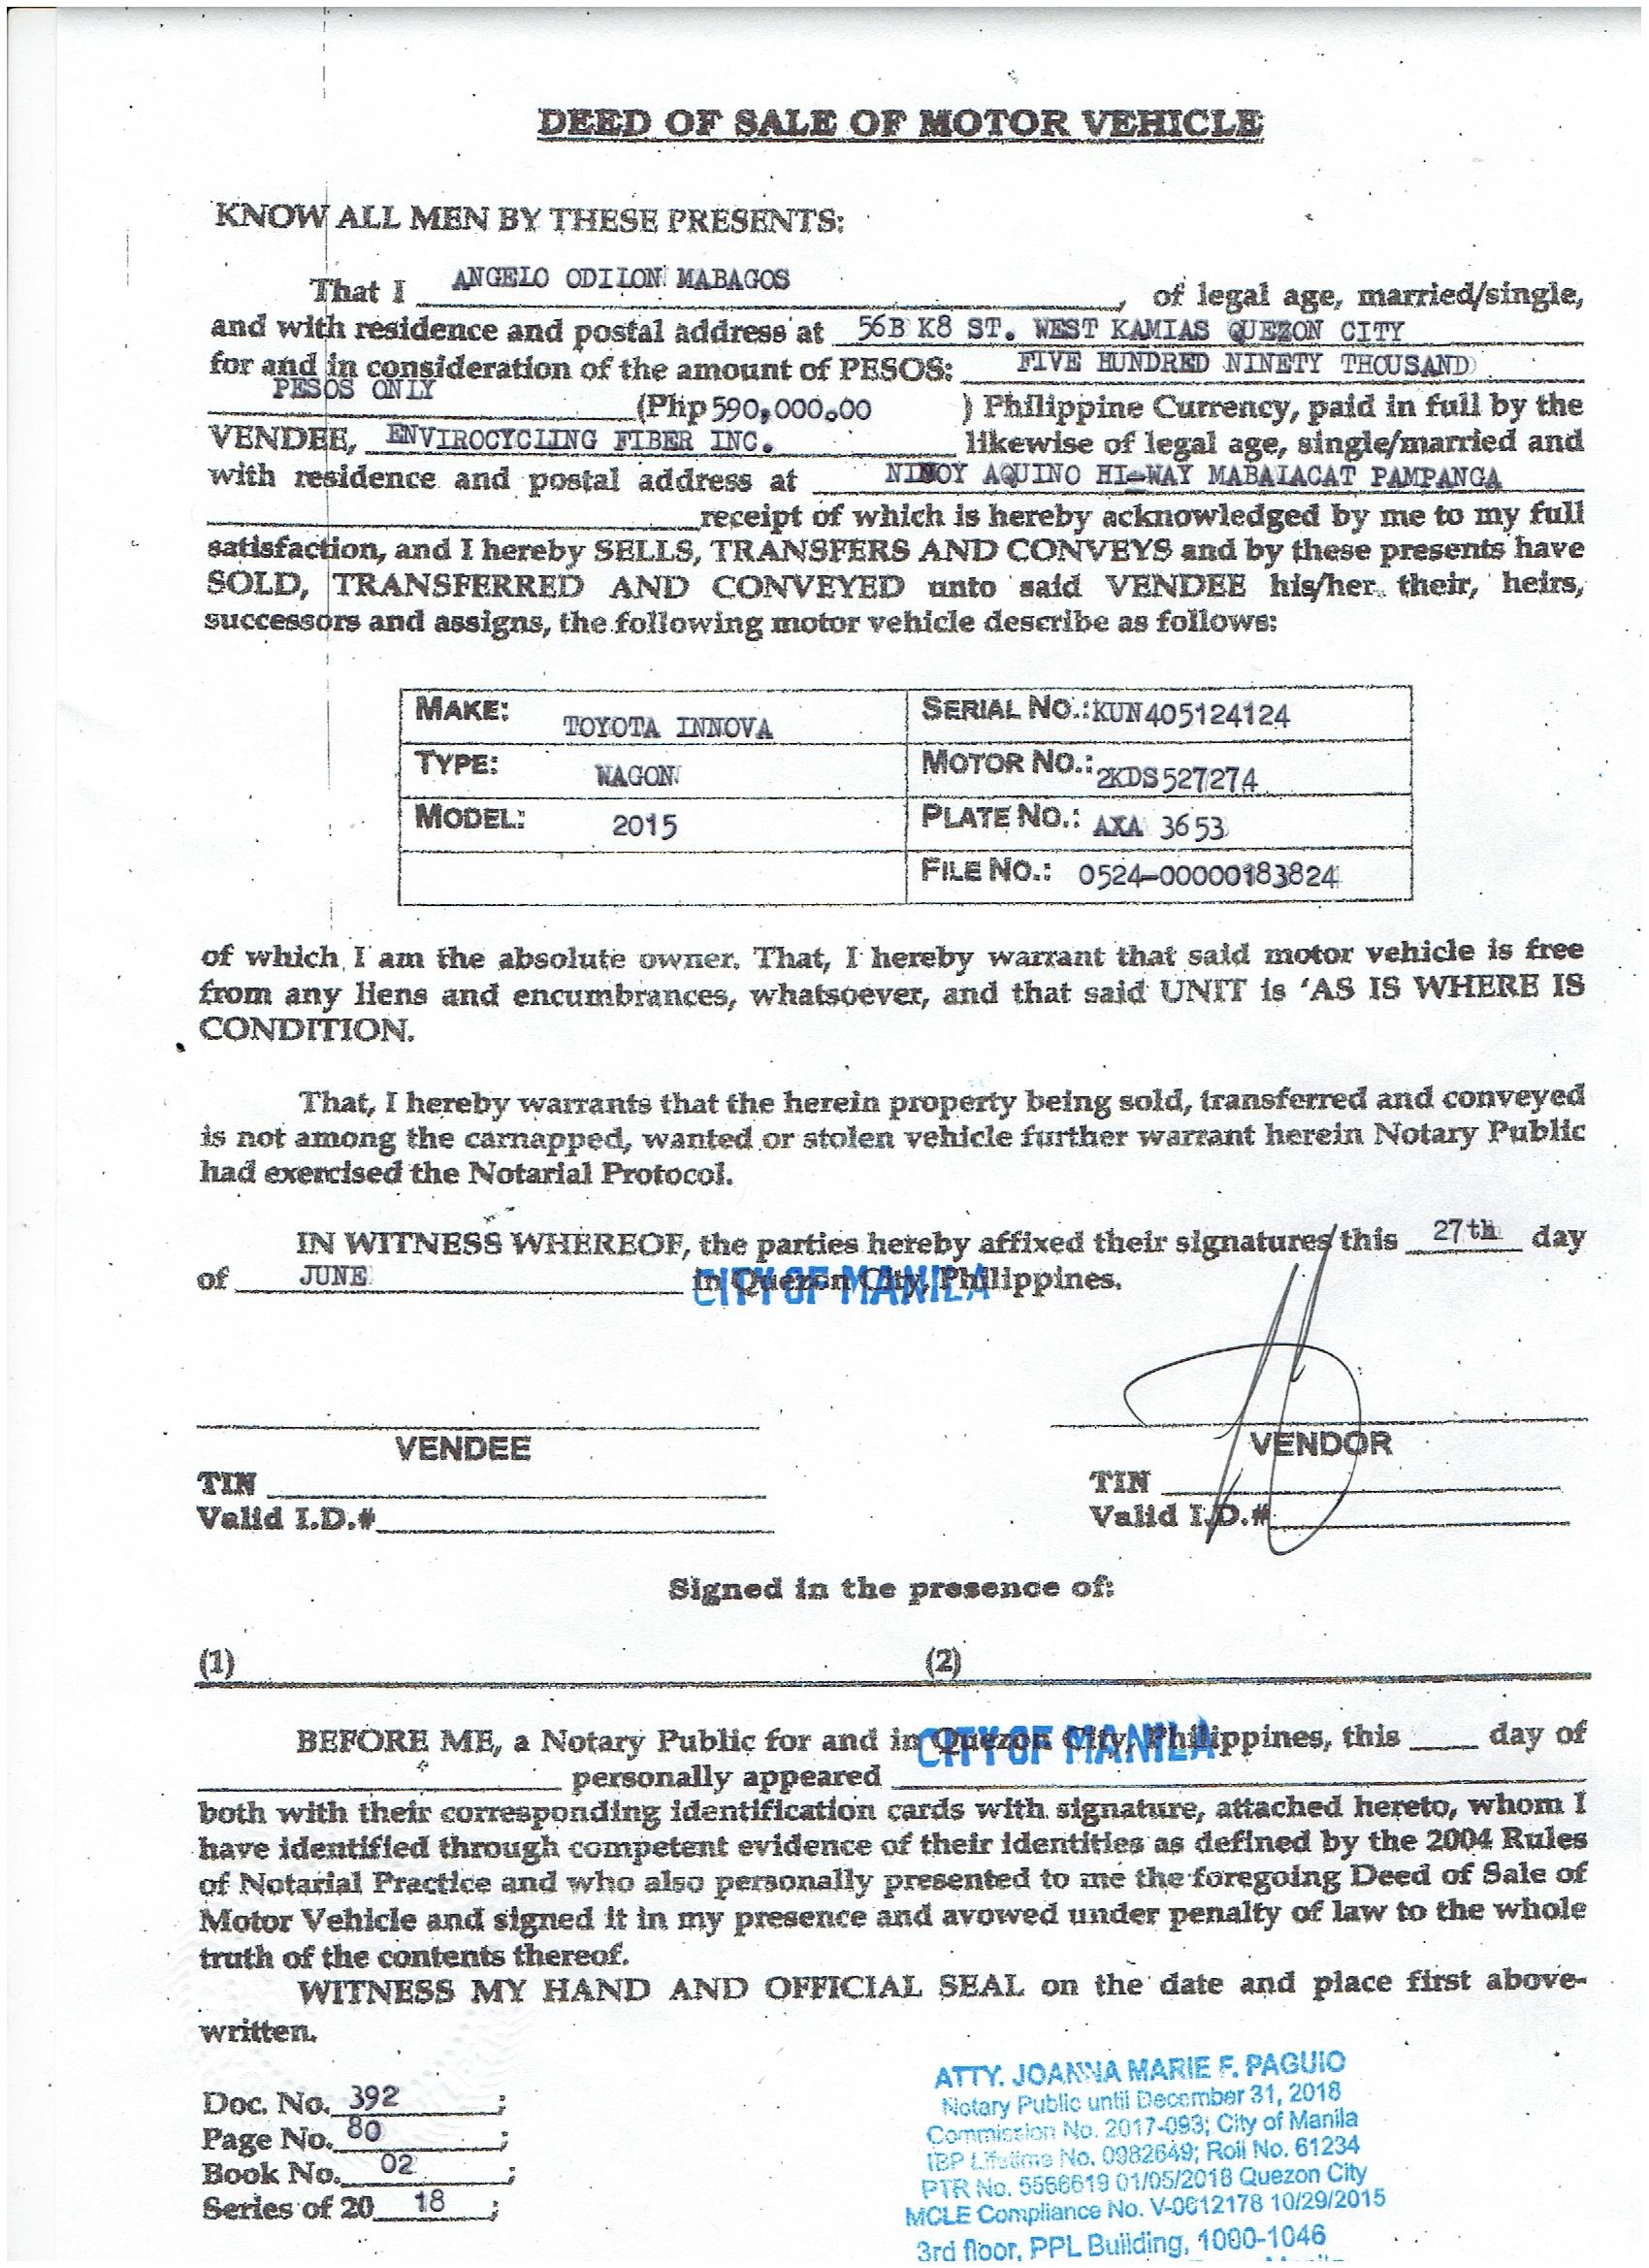 DEED OF SALE OF MOTOR VEHICLE
KNOW ALL MEN BY THESE PRESENTS:
That I ANGELO ODILON MABAGOS, of legal age, married/single,
and with residence and postal address at 56B K8 ST. WEST KAMIAS QUEZON CITY
for and in consideration of the amount of PESOS: FIVE HUNDRED NINETY THOUSAND
PESOS ONLY (Php 590,000.00 ) Philippine Currency, paid in full by the
VENDEE, ENVIROCYCLING FIBER INC. likewise of legal age, single/married and
with residence and postal address at NINOY AQUINO HI-WAY MABALACAT PAMPANGA
receipt of which is hereby acknowledged by me to my full
satisfaction, and I hereby SELLS, TRANSFERS AND CONVEYS and by these presents have
SOLD, TRANSFERRED AND CONVEYED unto said VENDEE his/her their, heirs,
successors and assigns, the following motor vehicle describe as follows:
MAKE: TOYOTA INNOVA SERIAL NO.: KUN405124124
TYPE: WAGON MOTOR NO.: 2KDS527274
MODEL: 2015 PLATE NO.: AXA 3653
FILE NO.: 0524-00000183824
of which I am the absolute owner. That, I hereby warrant that said motor vehicle is free
from any liens and encumbrances, whatsoever, and that said UNIT is 'AS IS WHERE IS
CONDITION.
That, I hereby warrants that the herein property being sold, transferred and conveyed
is not among the carnapped, wanted or stolen vehicle further warrant herein Notary Public
had exercised the Notarial Protocol.
IN WITNESS WHEREOF, the parties hereby affixed their signatures this 27th day
of JUNE in Quezon City, Philippines.
CITY OF MANILA
VENDEE VENDOR
TIN TIN
Valid I.D.# Valid I.D.#
Signed in the presence of:
(1) (2)
BEFORE ME, a Notary Public for and in Quezon City, Philippines, this ____ day of
CITY OF MANILA
personally appeared
both with their corresponding identification cards with signature, attached hereto, whom I
have identified through competent evidence of their identities as defined by the 2004 Rules
of Notarial Practice and who also personally presented to me the foregoing Deed of Sale of
Motor Vehicle and signed it in my presence and avowed under penalty of law to the whole
truth of the contents thereof.
WITNESS MY HAND AND OFFICIAL SEAL on the date and place first above-
written.
Doc. No. 392;
Page No. 80;
Book No. 02;
Series of 20 18;
ATTY. JOANNA MARIE F. PAGUIO
Notary Public until December 31, 2018
Commission No. 2017-093; City of Manila
IBP Lifetime No. 0982649; Roll No. 61234
PTR No. 5556619 01/05/2018 Quezon City
MCLE Compliance No. V-0012178 10/29/2015
3rd floor, PPL Building, 1000-1046